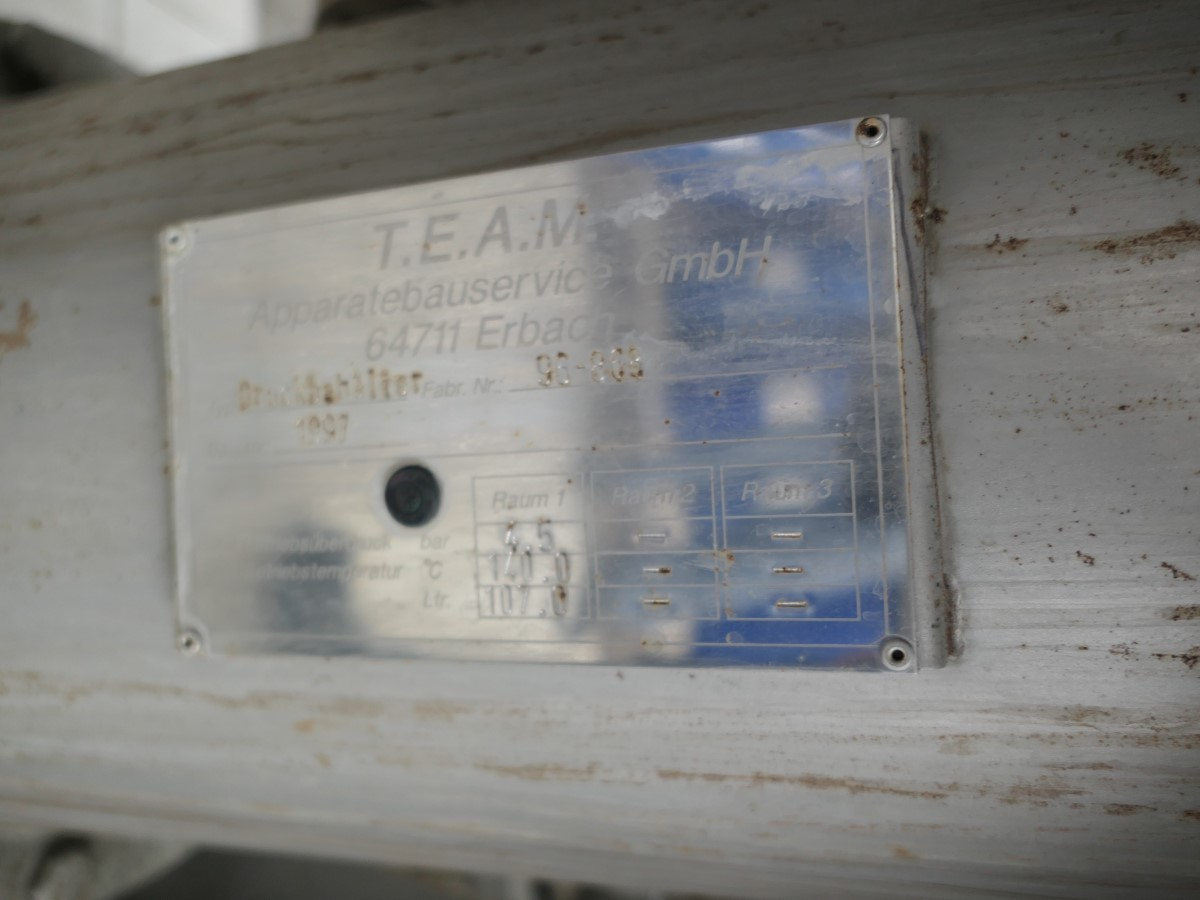 T.E.A.M.
Apparatebauservice GmbH
64711 Erbach
Druckbehälter Fabr. Nr.:
1997
Raum 1 Raum 2 Raum 3
bar 4.5 — —
°C 140.0 — —
Ltr. 107.0 — —